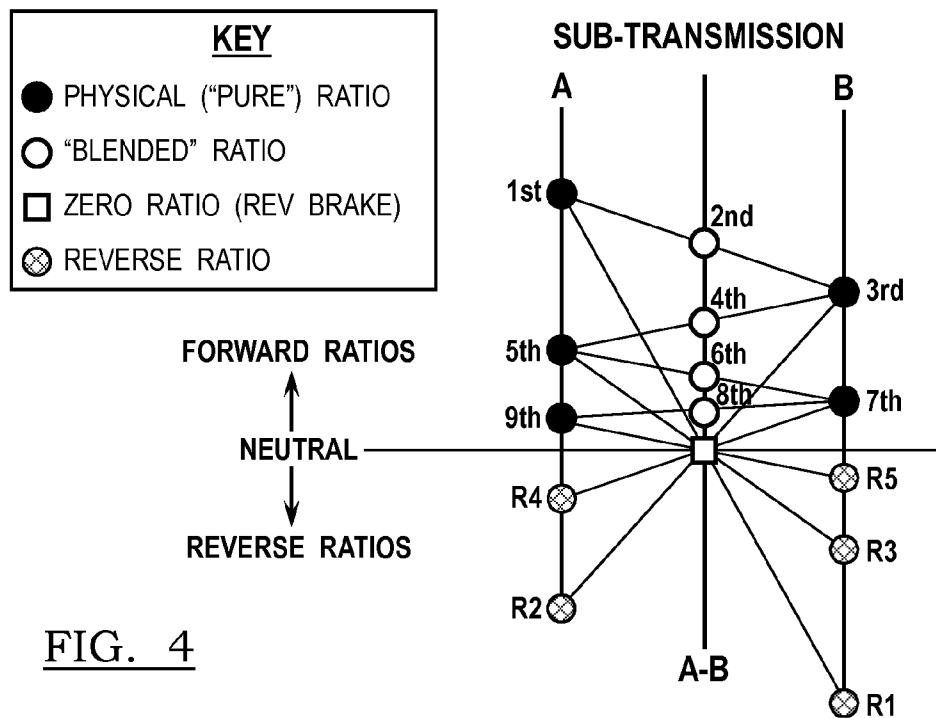 KEY
PHYSICAL ("PURE") RATIO
"BLENDED" RATIO
ZERO RATIO (REV BRAKE)
REVERSE RATIO
SUB-TRANSMISSION
A
B
1st
2nd
3rd
4th
5th
6th
7th
8th
9th
FORWARD RATIOS
NEUTRAL
REVERSE RATIOS
R4
R5
R3
R2
R1
A-B
FIG. 4